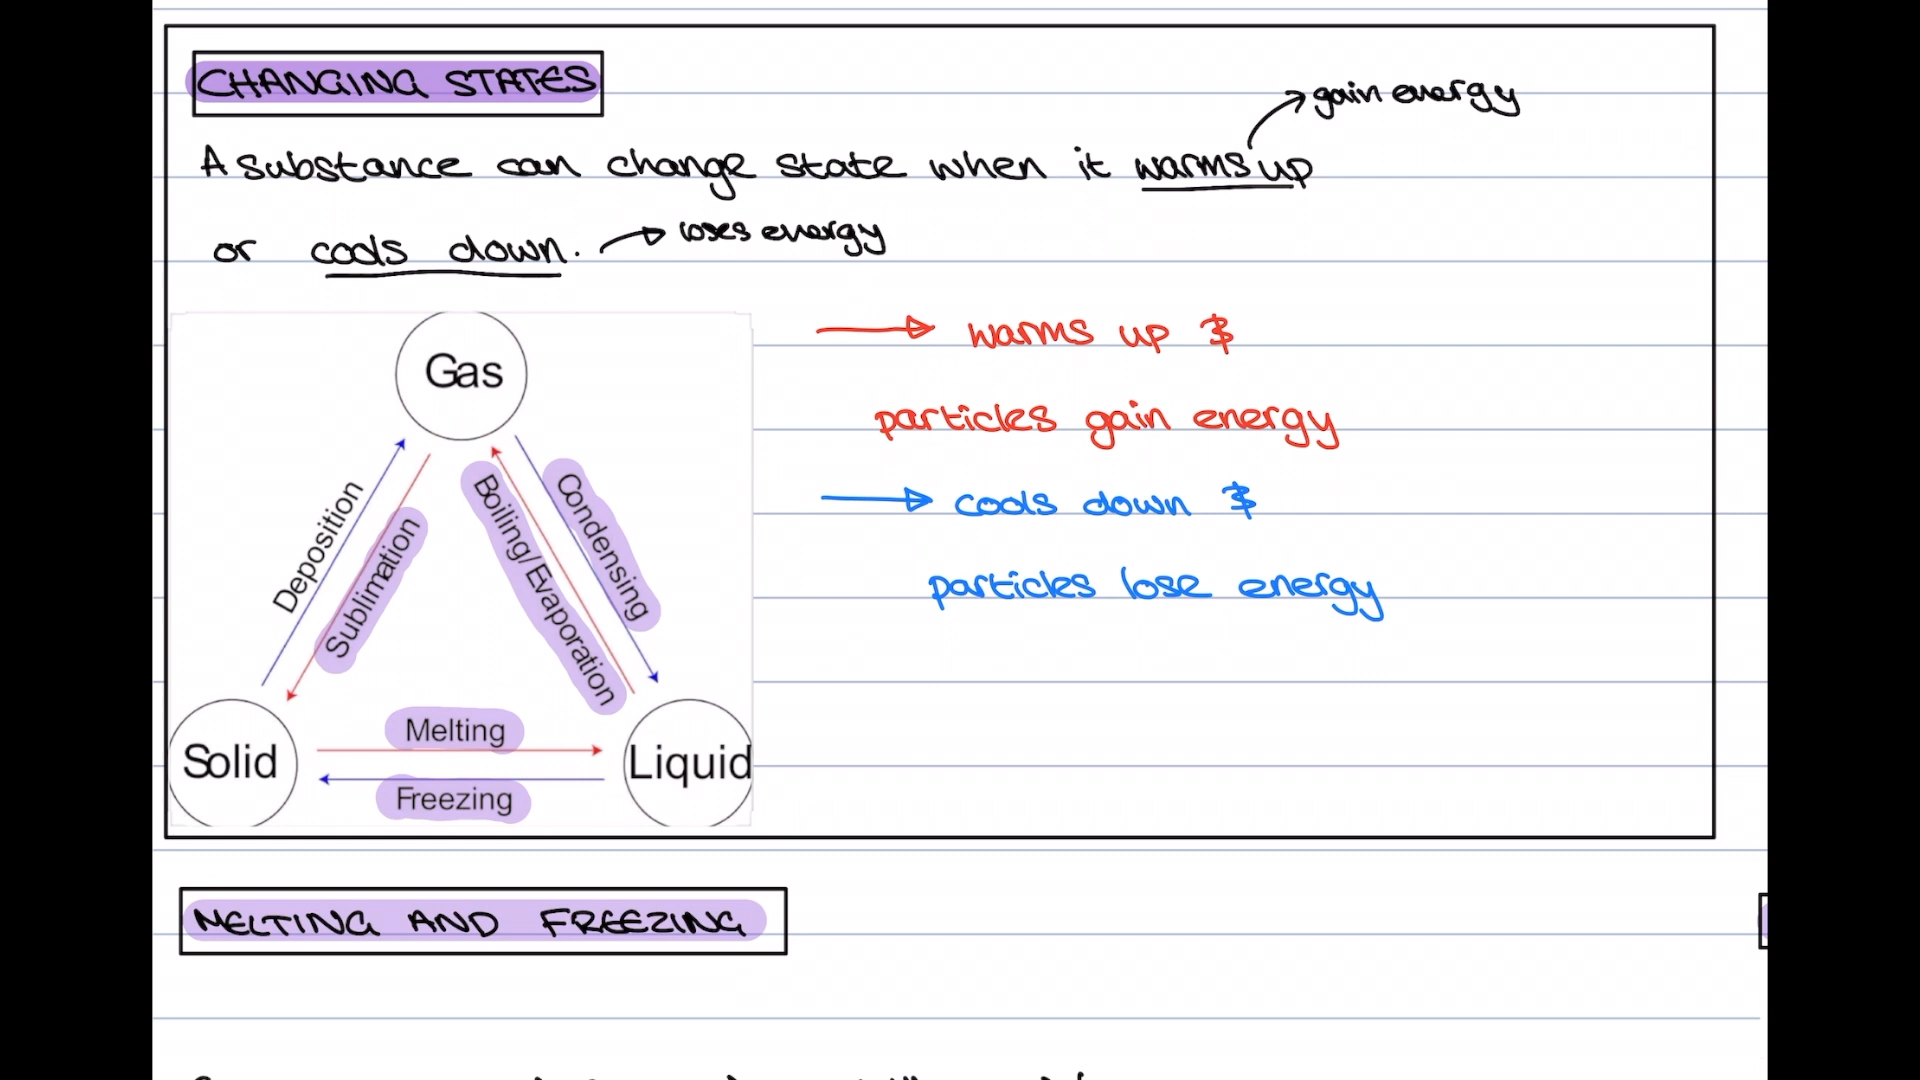 CHANGING STATES
gain energy
A substance can change state when it warms up
or cools down. loses energy
warms up &
particles gain energy
cools down &
particles lose energy
Gas
Deposition
Sublimation
Boiling/Evaporation
Condensing
Solid
Melting
Liquid
Freezing
MELTING AND FREEZING